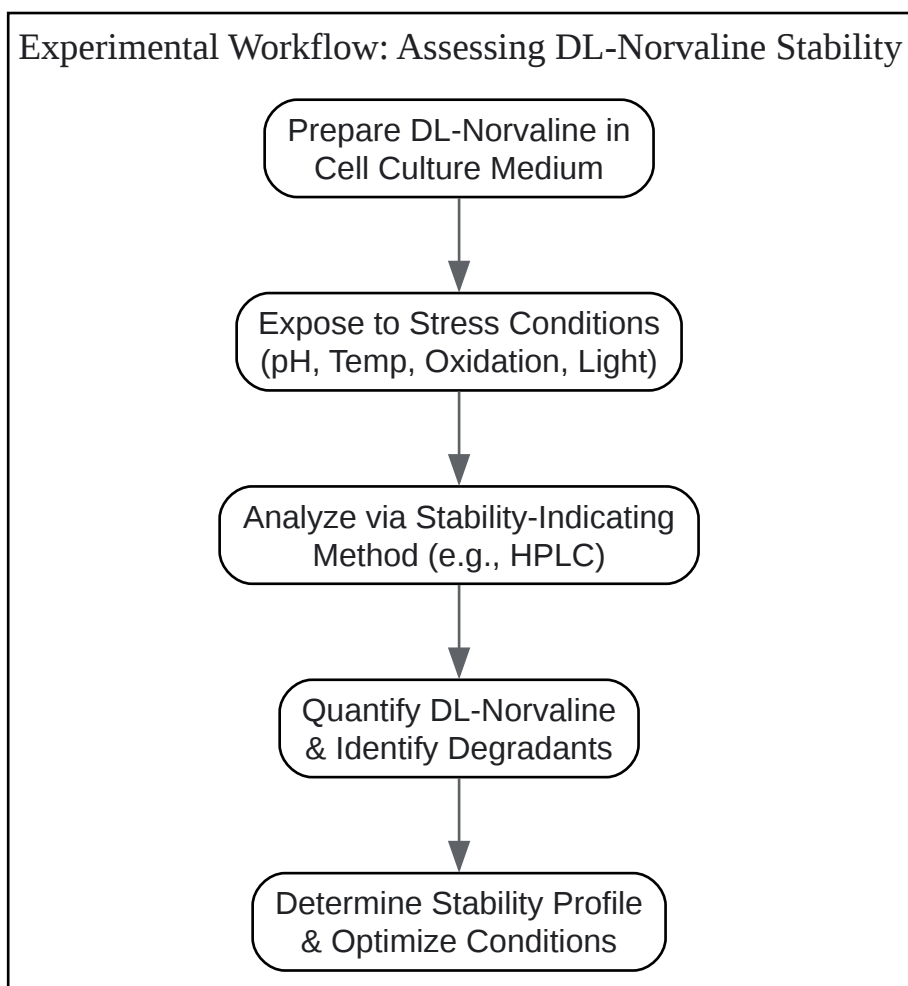 Experimental Workflow: Assessing DL-Norvaline Stability
Prepare DL-Norvaline in
Cell Culture Medium
Expose to Stress Conditions
(pH, Temp, Oxidation, Light)
Analyze via Stability-Indicating
Method (e.g., HPLC)
Quantify DL-Norvaline
& Identify Degradants
Determine Stability Profile
& Optimize Conditions